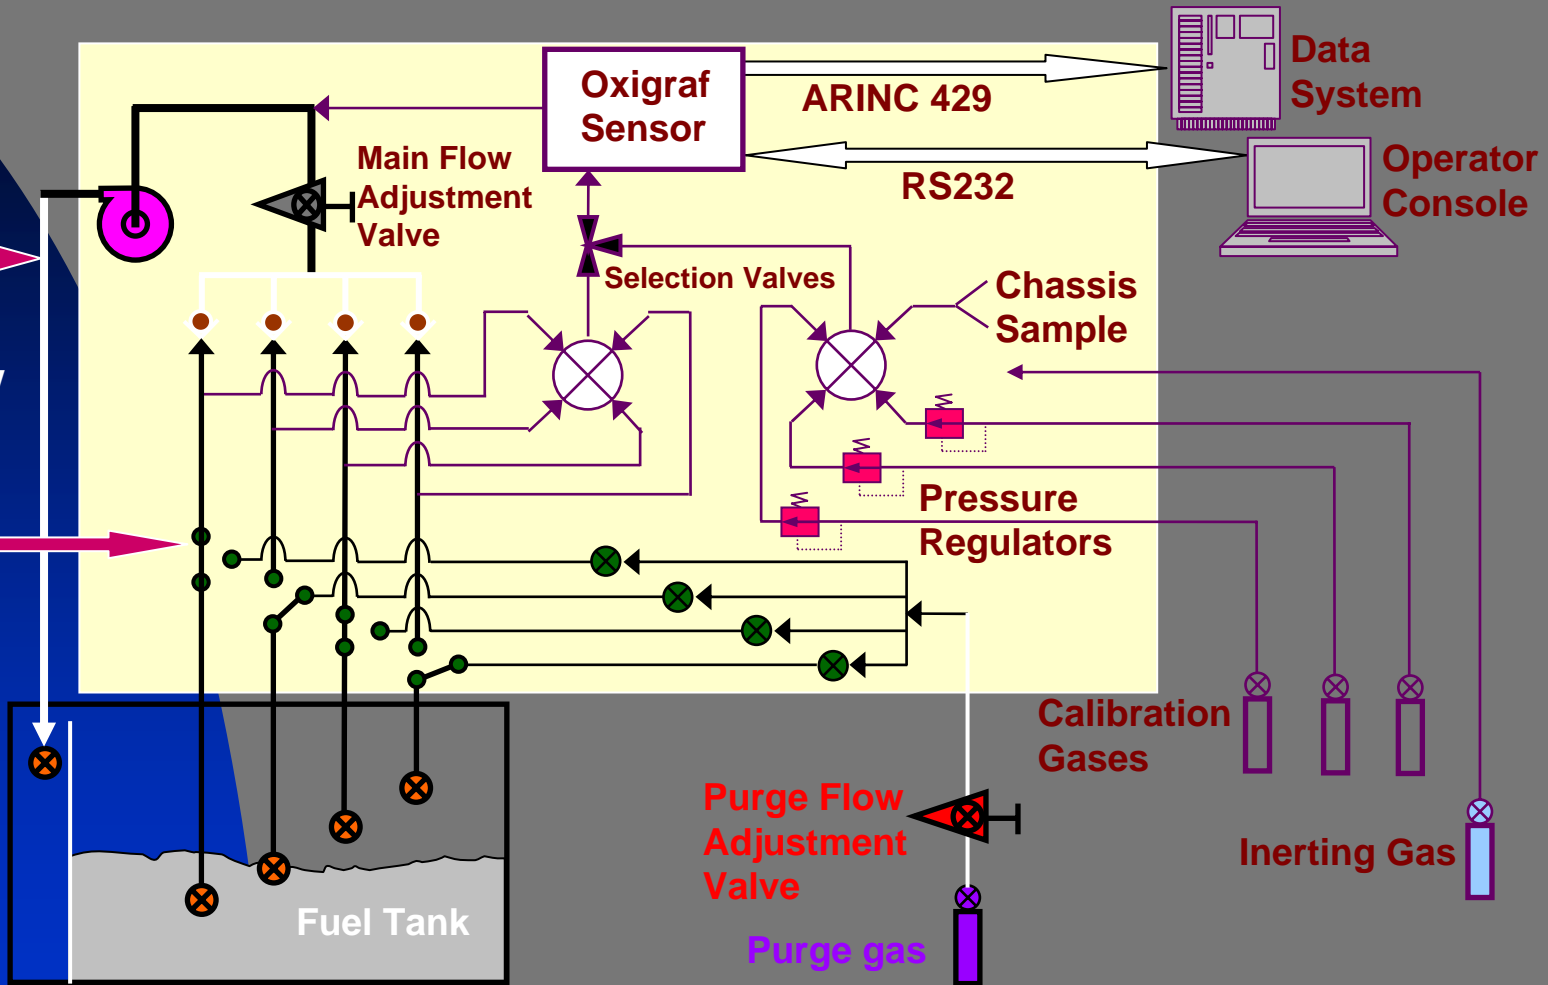 Oxigraf
Sensor
ARINC 429
RS232
Data
System
Operator
Console
Main Flow
Adjustment
Valve
Selection Valves
Chassis
Sample
Pressure
Regulators
Calibration
Gases
Purge Flow
Adjustment
Valve
Inerting Gas
Fuel Tank
Purge gas